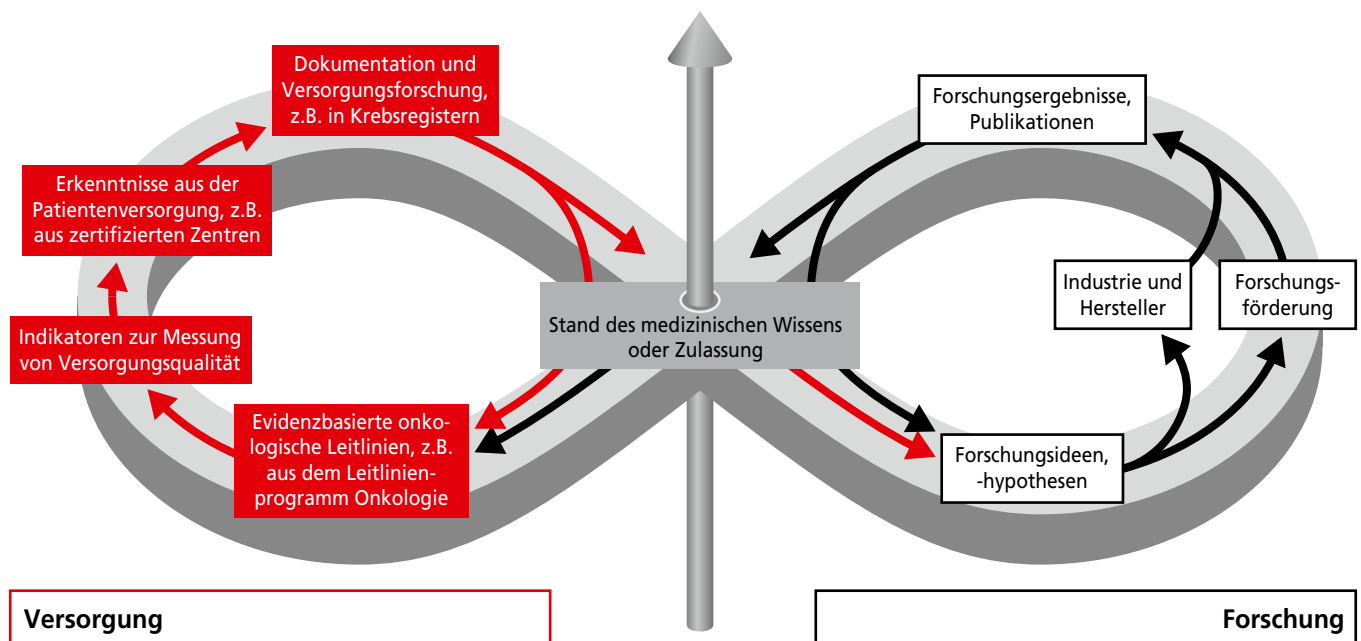 Dokumentation und
Versorgungsforschung,
z.B. in Krebsregistern
Erkenntnisse aus der
Patientenversorgung, z.B.
aus zertifizierten Zentren
Indikatoren zur Messung
von Versorgungsqualität
Evidenzbasierte onko-
logische Leitlinien, z.B.
aus dem Leitlinien-
programm Onkologie
Stand des medizinischen Wissens
oder Zulassung
Forschungsergebnisse,
Publikationen
Industrie und
Hersteller
Forschungs-
förderung
Forschungsideen,
-hypothesen
Versorgung
Forschung